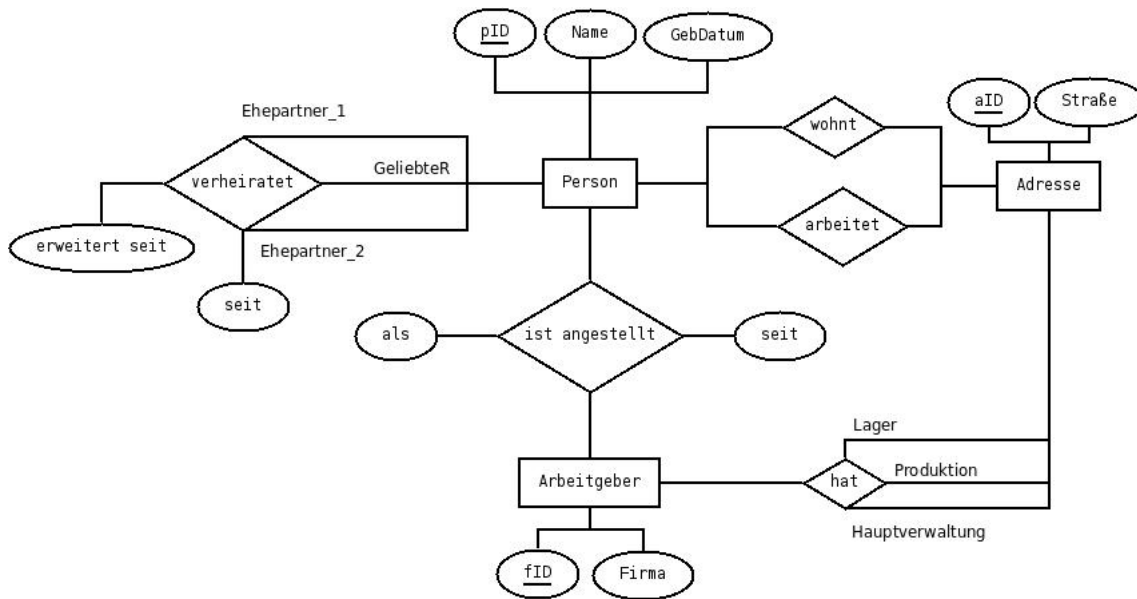 pID
Name
GebDatum
Ehepartner_1
wohnt
aID
Straße
verheiratet
GeliebteR
Person
Adresse
arbeitet
erweitert seit
Ehepartner_2
seit
als
ist angestellt
seit
Lager
Arbeitgeber
hat
Produktion
Hauptverwaltung
fID
Firma